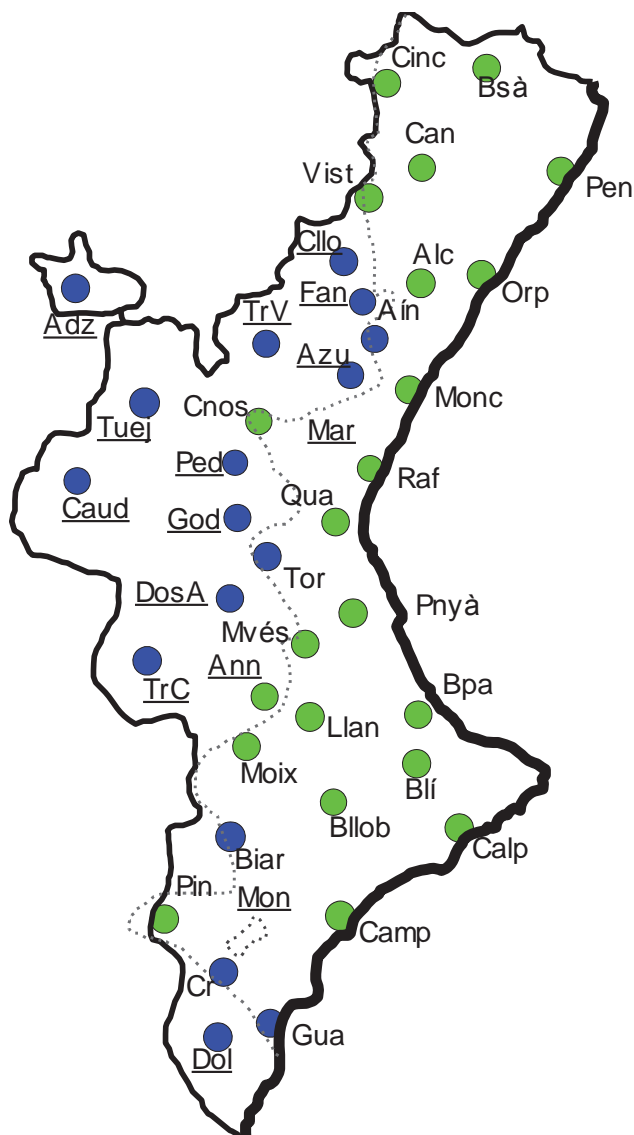 Cinc
Bsà
Can
Vist
Pen
Cllo
Alc
Orp
Fan
Adz
TrV
Aín
Azu
Cnos
Monc
Tuej
Mar
Ped
Raf
Caud
Qua
God
Tor
DosA
Pnyà
Mvés
Ann
TrC
Bpa
Llan
Moix
Blí
Bllob
Calp
Biar
Pin
Mon
Camp
Cr
Gua
Dol